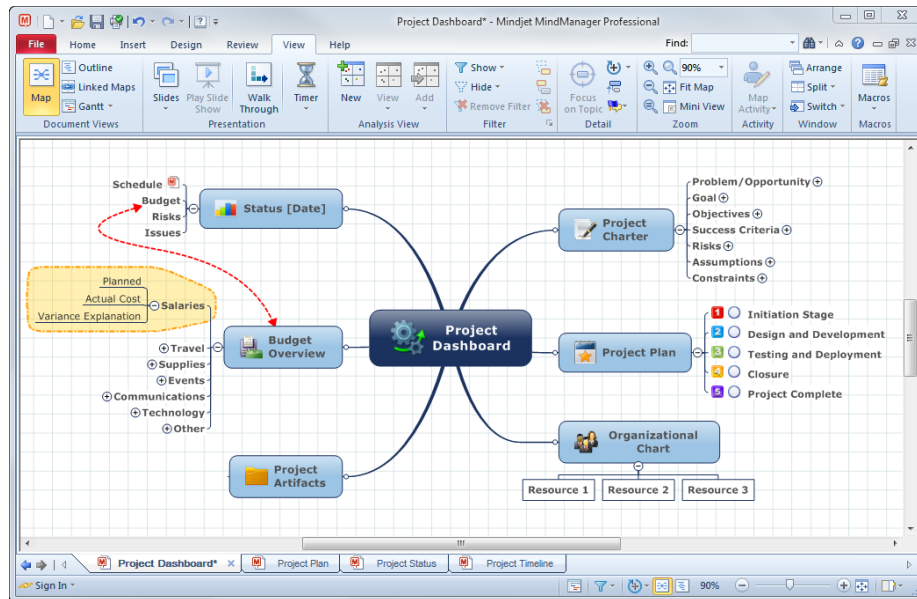 Project Dashboard* - Mindjet MindManager Professional
File Home Insert Design Review View Help Find:
Map
Outline
Linked Maps
Gantt
Document Views
Slides
Play Slide Show
Walk Through
Timer
Presentation
New
View
Add
Analysis View
Show
Hide
Remove Filter
Filter
Focus on Topic
Detail
90%
Fit Map
Mini View
Zoom
Map Activity
Activity
Arrange
Split
Switch
Window
Macros
Macros
Schedule
Budget
Risks
Issues
Status [Date]
Planned
Actual Cost
Variance Explanation
Salaries
Travel
Supplies
Events
Communications
Technology
Other
Budget
Overview
Project
Artifacts
Project
Dashboard
Project
Charter
Problem/Opportunity
Goal
Objectives
Success Criteria
Risks
Assumptions
Constraints
Project Plan
1 Initiation Stage
2 Design and Development
3 Testing and Deployment
4 Closure
5 Project Complete
Organizational
Chart
Resource 1 Resource 2 Resource 3
Project Dashboard* Project Plan Project Status Project Timeline
Sign In 90%